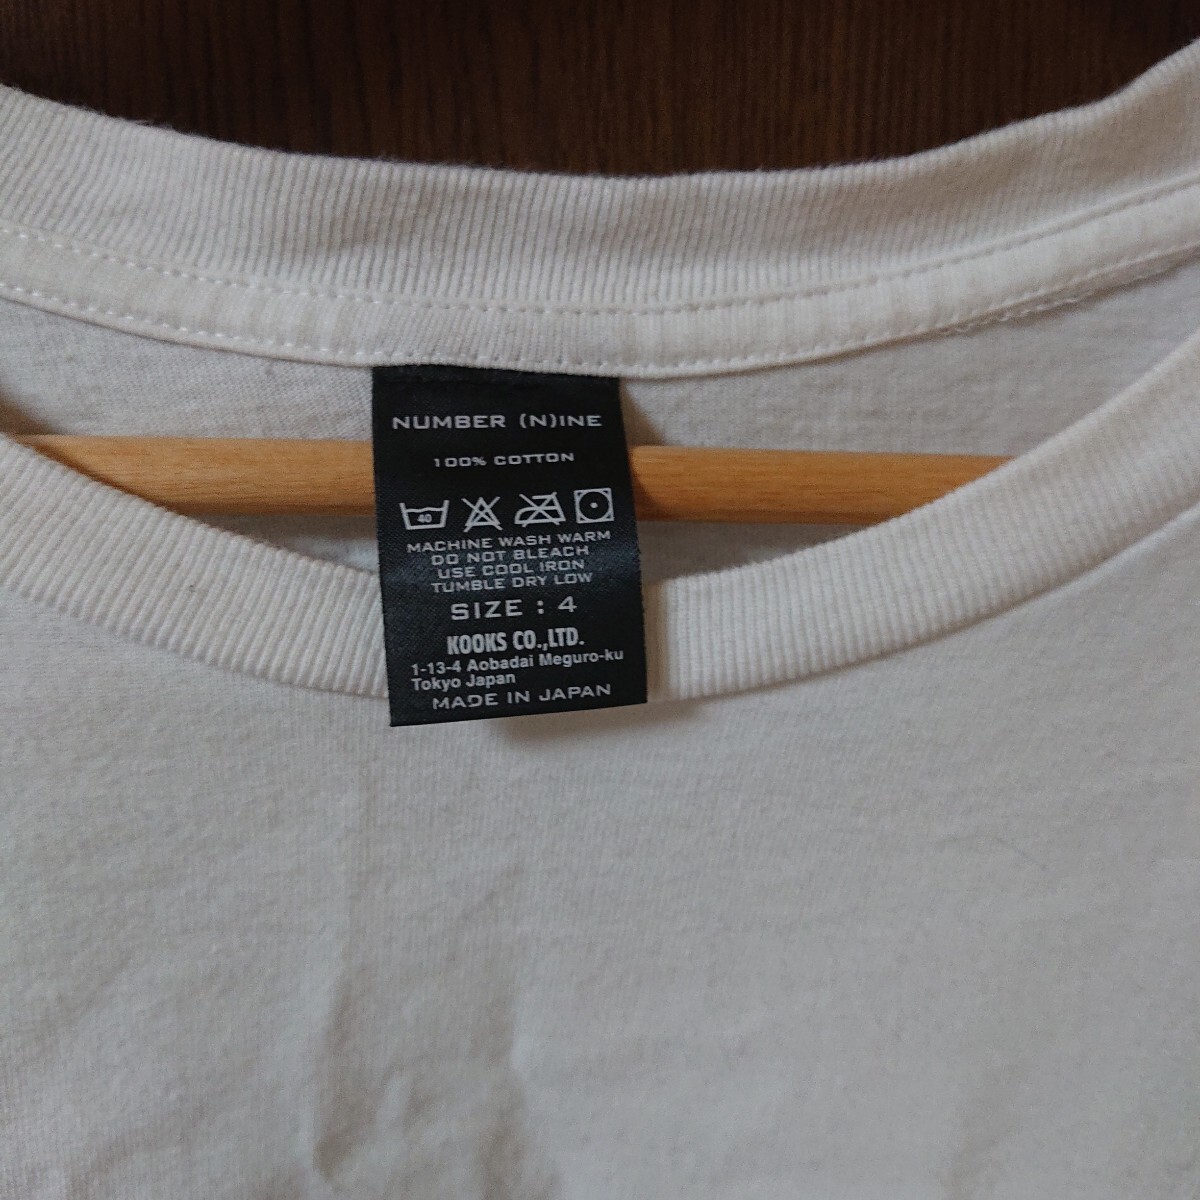 NUMBER (N)INE
100% COTTON
40
MACHINE WASH WARM
DO NOT BLEACH
USE COOL IRON
TUMBLE DRY LOW
SIZE : 4
KOOKS CO.,LTD.
1-13-4 Aobadai Meguro-ku
Tokyo Japan
MADE IN JAPAN